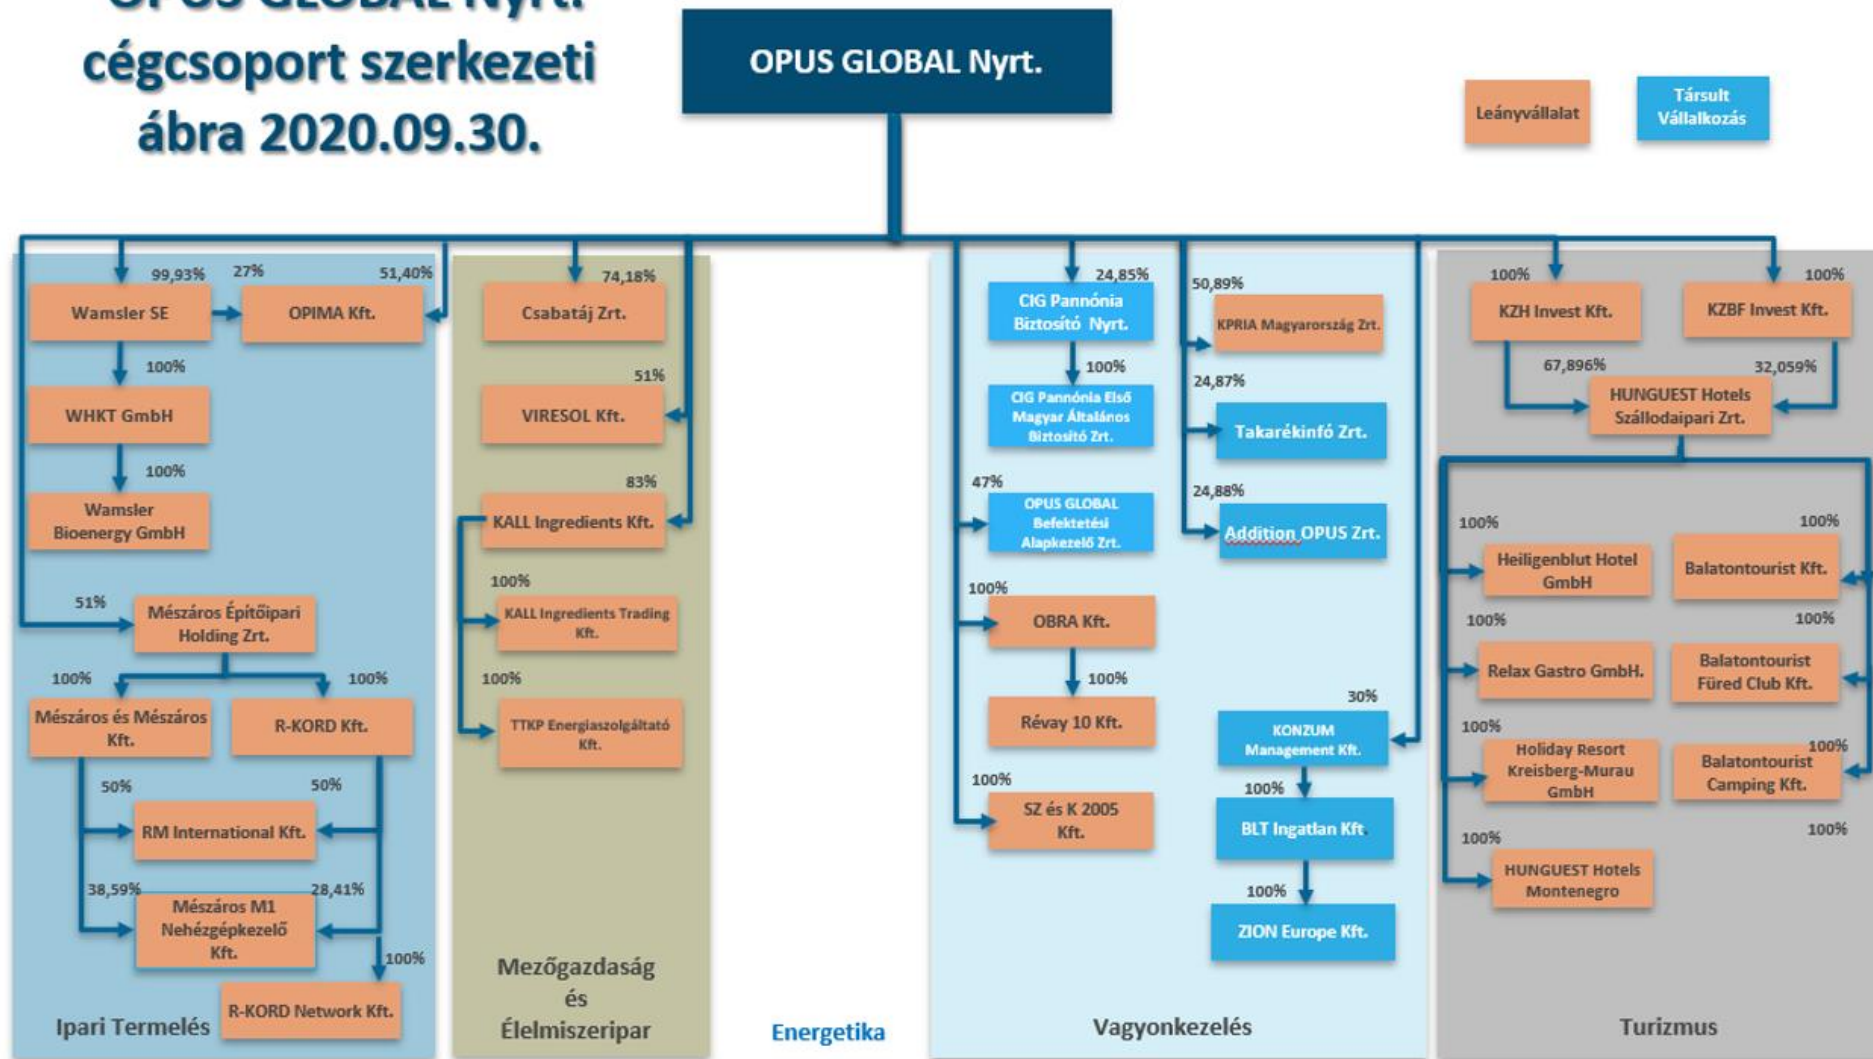 OPUS GLOBAL Nyrt.
cégcsoport szerkezeti
ábra 2020.09.30.
OPUS GLOBAL Nyrt.
Leányvállalat
Társult
Vállalkozás
99,93%
27%
51,40%
Wamsler SE
OPIMA Kft.
100%
WHKT GmbH
100%
Wamsler
Bioenergy GmbH
51%
Mészáros Építőipari
Holding Zrt.
100%
100%
Mészáros és Mészáros
Kft.
R-KORD Kft.
50%
50%
RM International Kft.
38,59%
28,41%
Mészáros M1
Nehézgépkezelő
Kft.
100%
R-KORD Network Kft.
Ipari Termelés
74,18%
Csabatáj Zrt.
51%
VIRESOL Kft.
83%
KALL Ingredients Kft.
100%
KALL Ingredients Trading
Kft.
100%
TTKP Energiaszolgáltató
Kft.
Mezőgazdaság
és
Élelmiszeripar
Energetika
24,85%
CIG Pannónia
Biztosító Nyrt.
100%
CIG Pannónia Első
Magyar Általános
Biztosító Zrt.
47%
OPUS GLOBAL
Befektetési
Alapkezelő Zrt.
100%
OBRA Kft.
100%
Révay 10 Kft.
100%
SZ és K 2005
Kft.
50,89%
KPRIA Magyarország Zrt.
24,87%
Takarékinfó Zrt.
24,88%
Addition OPUS Zrt.
30%
KONZUM
Management Kft.
100%
BLT Ingatlan Kft.
100%
ZION Europe Kft.
Vagyonkezelés
100%
100%
KZH Invest Kft.
KZBF Invest Kft.
67,896%
32,059%
HUNGUEST Hotels
Szállodaipari Zrt.
100%
Heiligenblut Hotel
GmbH
100%
Relax Gastro GmbH.
100%
Holiday Resort
Kreisberg-Murau
GmbH
100%
HUNGUEST Hotels
Montenegro
100%
Balatontourist Kft.
100%
Balatontourist
Füred Club Kft.
100%
Balatontourist
Camping Kft.
100%
Turizmus